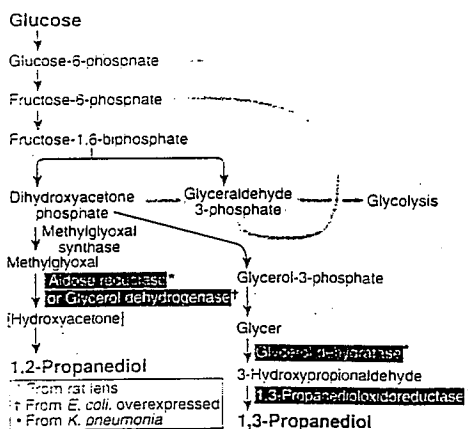 Glucose
Glucose-6-phosphate
Fructose-6-phosphate
Fructose-1,6-biphosphate
Dihydroxyacetone phosphate
Glyceraldehyde 3-phosphate
Glycolysis
Methylglyoxal synthase
Methylglyoxal
Aldose reductase *
or Glycerol dehydrogenase †
[Hydroxyacetone]
1,2-Propanediol
Glycerol-3-phosphate
Glycer
Glycerol dehydratase •
3-Hydroxypropionaldehyde
1,3-Propanedioloxidoreductase
1,3-Propanediol
* From rat lens
† From E. coli. overexpressed
• From K. pneumonia